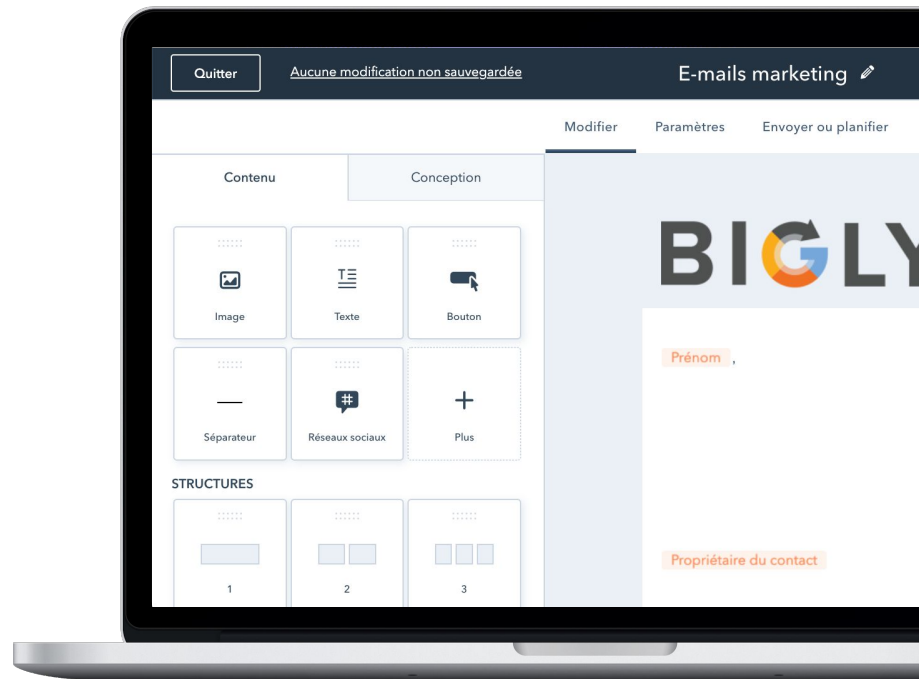 Quitter
Aucune modification non sauvegardée
E-mails marketing
Modifier
Paramètres
Envoyer ou planifier
Contenu
Conception
Image
Texte
Bouton
Séparateur
Réseaux sociaux
Plus
STRUCTURES
1
2
3
BIGLY
Prénom ,
Propriétaire du contact